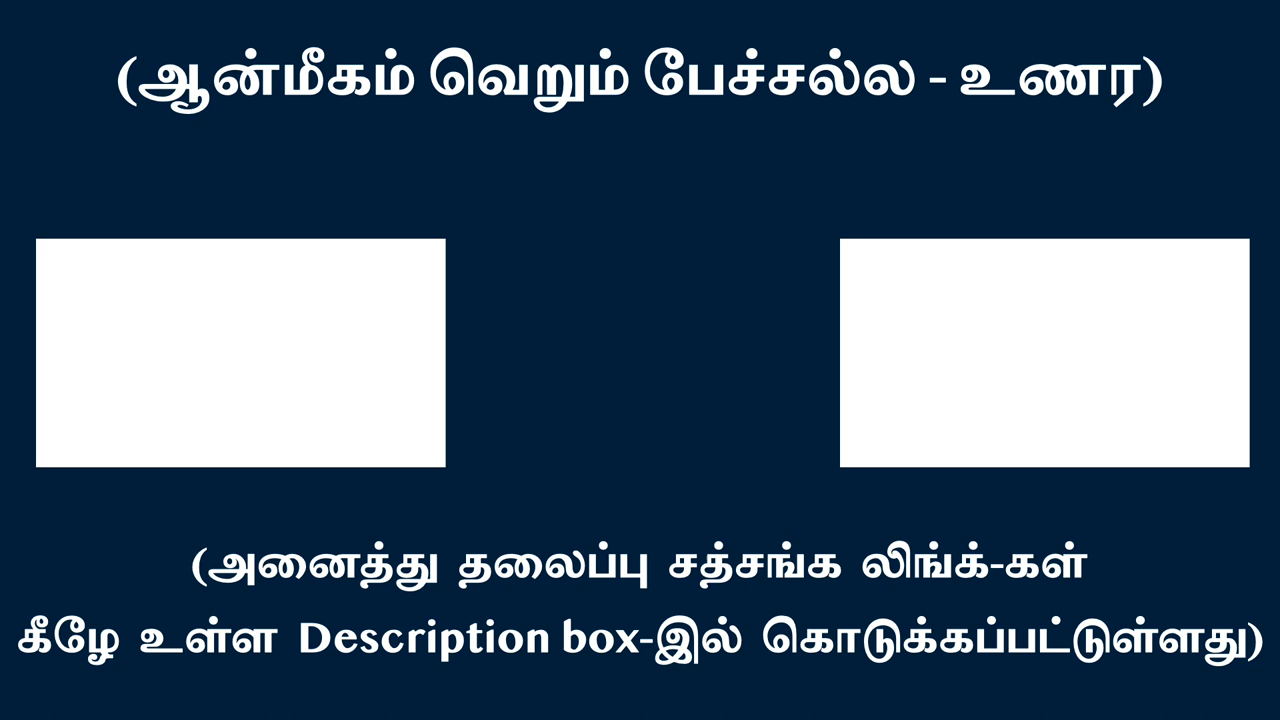 (ஆன்மீகம் வெறும் பேச்சல்ல - உணர)
(அனைத்து தலைப்பு சத்சங்க லிங்க்-கள்
கீழே உள்ள Description box-இல் கொடுக்கப்பட்டுள்ளது)